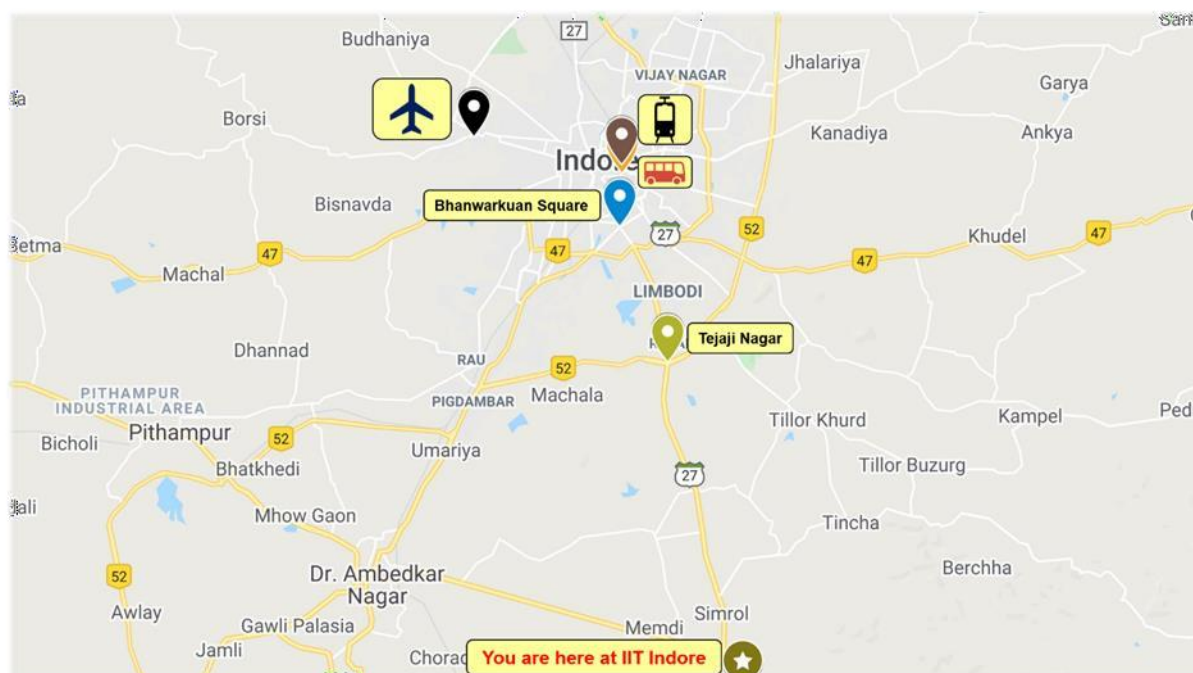 27
Budhaniya
VIJAY NAGAR
Jhalariya
Garya
Borsi
Kanadiya
Ankya
Indore
Bisnavda
Bhanwarkuan Square
27
52
47
Khudel
47
47
47
Machal
LIMBODI
Tejaji Nagar
Dhannad
RAU
52
Machala
PITHAMPUR
INDUSTRIAL AREA
PIGDAMBAR
Kampel
Tillor Khurd
Pithampur
52
Bicholi
Umariya
Bhatkhedi
Tillor Buzurg
27
Mhow Gaon
Tincha
Dr. Ambedkar
Nagar
52
Berchha
Awlay
Simrol
Gawli Palasia
Memdi
Jamli
You are here at IIT Indore